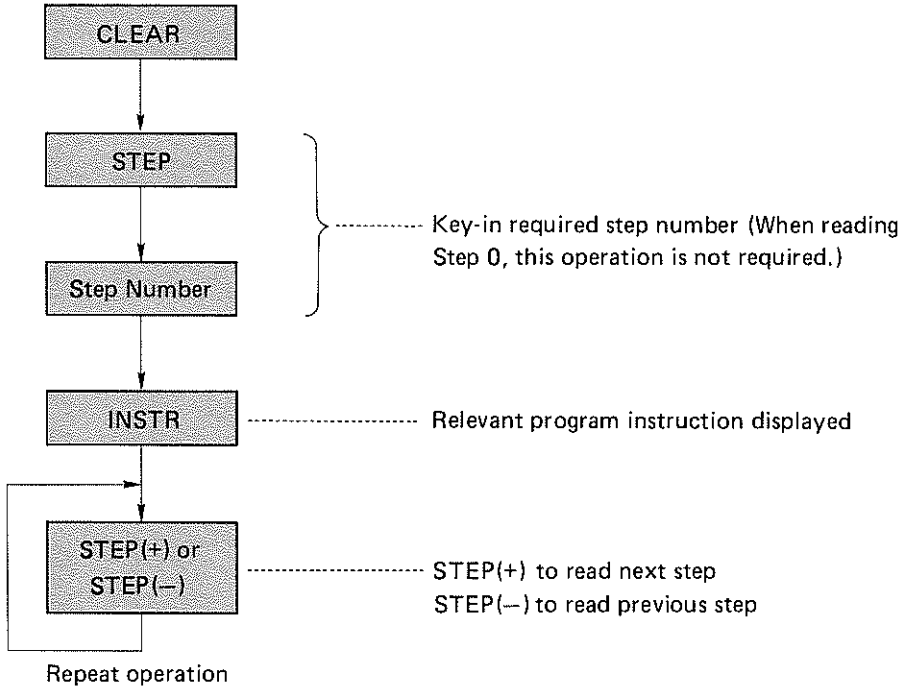 CLEAR
STEP
Key-in required step number (When reading
Step 0, this operation is not required.)
Step Number
INSTR
Relevant program instruction displayed
STEP(+) or
STEP(—)
STEP(+) to read next step
STEP(—) to read previous step
Repeat operation